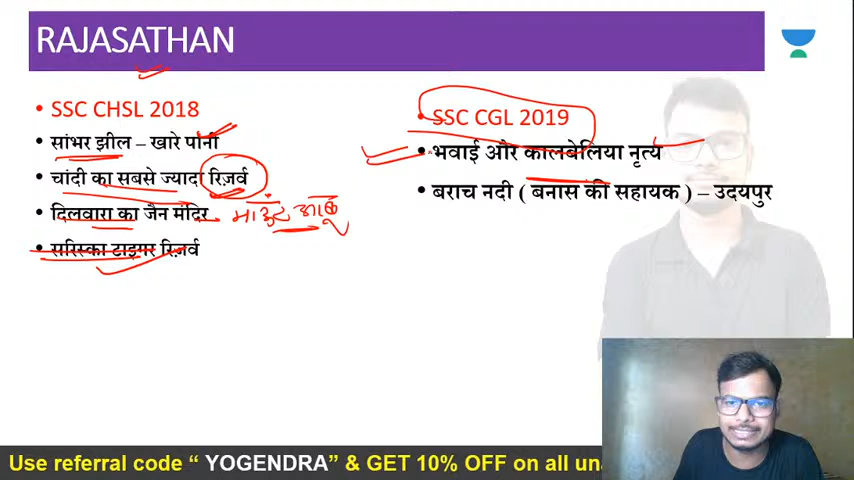 RAJASATHAN
• SSC CHSL 2018
• सांभर झील – खारे पानी
• चांदी का सबसे ज्यादा रिज़र्व
• दिलवारा का जैन मंदिर माउंट आबू
• सरिस्का टाइगर रिज़र्व
• SSC CGL 2019
• भवाई और कालबेलिया नृत्य
• बराच नदी ( बनास की सहायक ) – उदयपुर
Use referral code “ YOGENDRA” & GET 10% OFF on all una